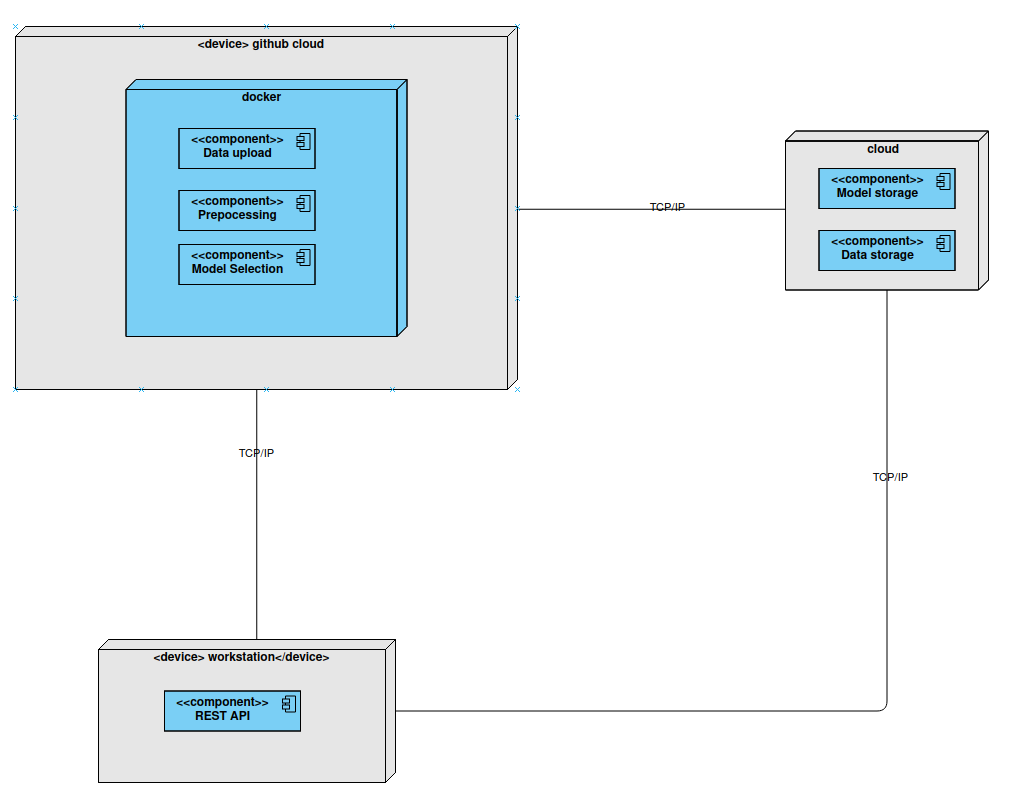 <device> github cloud
docker
<<component>>
Data upload
<<component>>
Prepocessing
<<component>>
Model Selection
TCP/IP
cloud
<<component>>
Model storage
<<component>>
Data storage
TCP/IP
TCP/IP
<device> workstation</device>
<<component>>
REST API